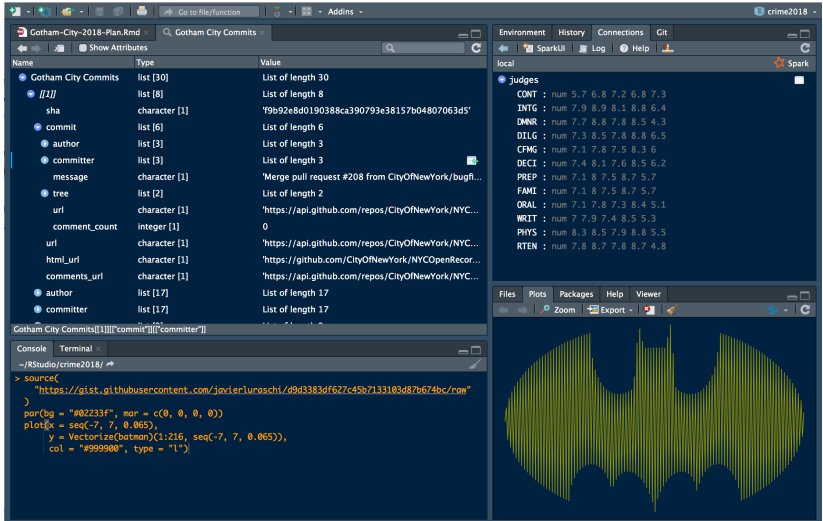 Go to file/function
Addins
crime2018
Gotham-City-2018-Plan.Rmd
Gotham City Commits
Show Attributes
Name Type Value
Gotham City Commits list [30] List of length 30
[[1]] list [8] List of length 8
sha character [1] 'f9b92e8d0190388ca390793e38157b04807063d5'
commit list [6] List of length 6
author list [3] List of length 3
committer list [3] List of length 3
message character [1] 'Merge pull request #208 from CityOfNewYork/bugfi...
tree list [2] List of length 2
url character [1] 'https://api.github.com/repos/CityOfNewYork/NYC...
comment_count integer [1] 0
url character [1] 'https://api.github.com/repos/CityOfNewYork/NYC...
html_url character [1] 'https://github.com/CityOfNewYork/NYCOpenRecor...
comments_url character [1] 'https://api.github.com/repos/CityOfNewYork/NYC...
author list [17] List of length 17
committer list [17] List of length 17
Gotham City Commits[[1]][["commit"]][["committer"]]
Console Terminal
~/RStudio/crime2018/
> source(
"https://gist.githubusercontent.com/javierluraschi/d9d3383df627c45b7133103d87b674bc/raw"
)
par(bg = "#02233f", mar = c(0, 0, 0, 0))
plot(x = seq(-7, 7, 0.065),
y = Vectorize(batman)(1:216, seq(-7, 7, 0.065)),
col = "#999900", type = "l")
Environment History Connections Git
SparkUI Log Help
local Spark
judges
CONT : num 5.7 6.8 7.2 6.8 7.3
INTG : num 7.9 8.9 8.1 8.8 6.4
DMNR : num 7.7 8.8 7.8 8.5 4.3
DILG : num 7.3 8.5 7.8 8.8 6.5
CFMG : num 7.1 7.8 7.5 8.3 6
DECI : num 7.4 8.1 7.6 8.5 6.2
PREP : num 7.1 8 7.5 8.7 5.7
FAMI : num 7.1 8 7.5 8.7 5.7
ORAL : num 7.1 7.8 7.3 8.4 5.1
WRIT : num 7 7.9 7.4 8.5 5.3
PHYS : num 8.3 8.5 7.9 8.8 5.5
RTEN : num 7.8 8.7 7.8 8.7 4.8
Files Plots Packages Help Viewer
Zoom Export